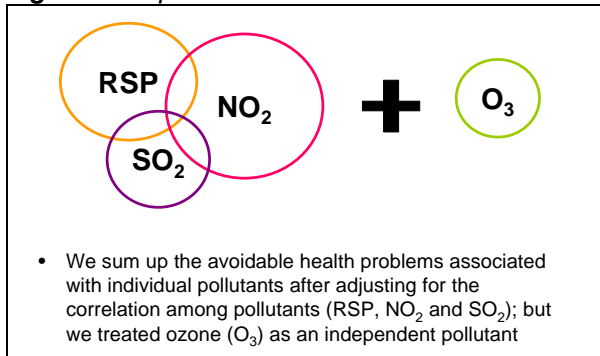 RSP
NO₂
SO₂
O₃
• We sum up the avoidable health problems associated
with individual pollutants after adjusting for the
correlation among pollutants (RSP, NO₂ and SO₂); but
we treated ozone (O₃) as an independent pollutant